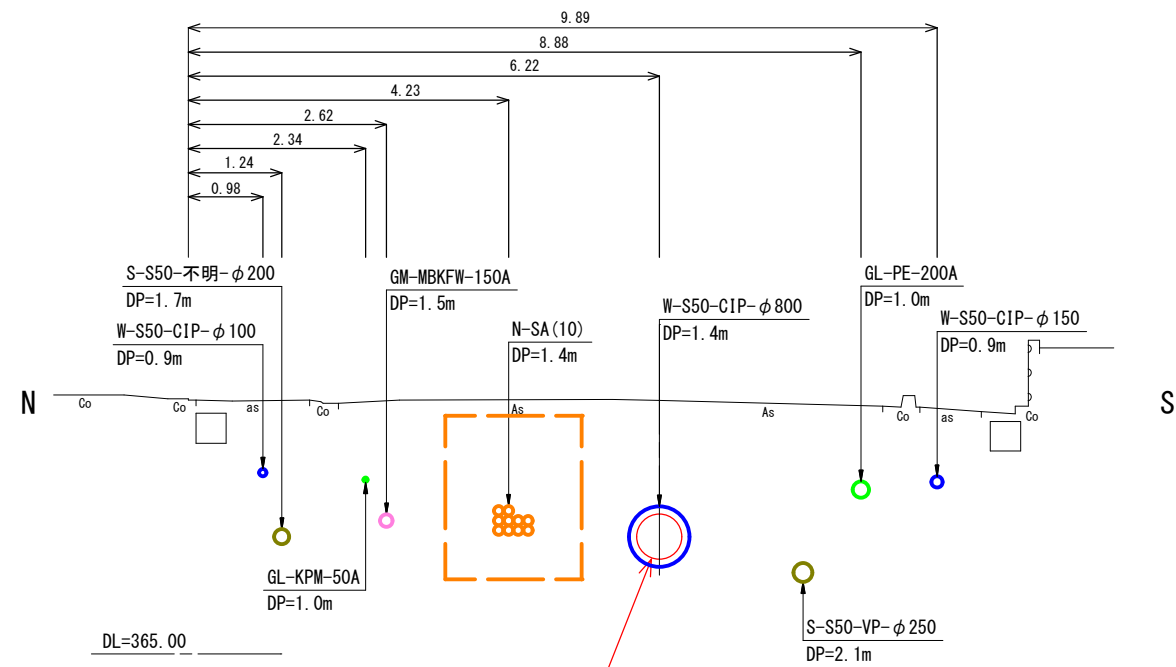 9.89
8.88
6.22
4.23
2.62
2.34
1.24
0.98
S-S50-不明-φ200
DP=1.7m
GM-MBKFW-150A
DP=1.5m
GL-PE-200A
DP=1.0m
W-S50-CIP-φ800
DP=1.4m
W-S50-CIP-φ150
DP=0.9m
W-S50-CIP-φ100
DP=0.9m
N-SA(10)
DP=1.4m
N
Co
Co
as
Co
As
As
Co
as
Co
S
GL-KPM-50A
DP=1.0m
S-S50-VP-φ250
DP=2.1m
DL=365.00